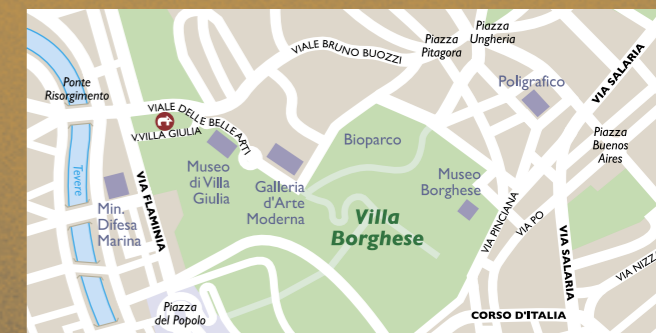 Piazza
Ungheria
Piazza
Pitagora
VIALE BRUNO BUOZZI
VIA SALARIA
Ponte
Risorgimento
Poligrafico
VIALE DELLE BELLE ARTI
V.VILLA GIULIA
Piazza
Buenos
Aires
Bioparco
Museo
di Villa
Giulia
Galleria
d'Arte
Moderna
Museo
Borghese
Tevere
VIA FLAMINIA
Min.
Difesa
Marina
Villa
Borghese
VIA PINCIANA
VIA PO
VIA SALARIA
VIA NIZZ
Piazza
del Popolo
CORSO D'ITALIA